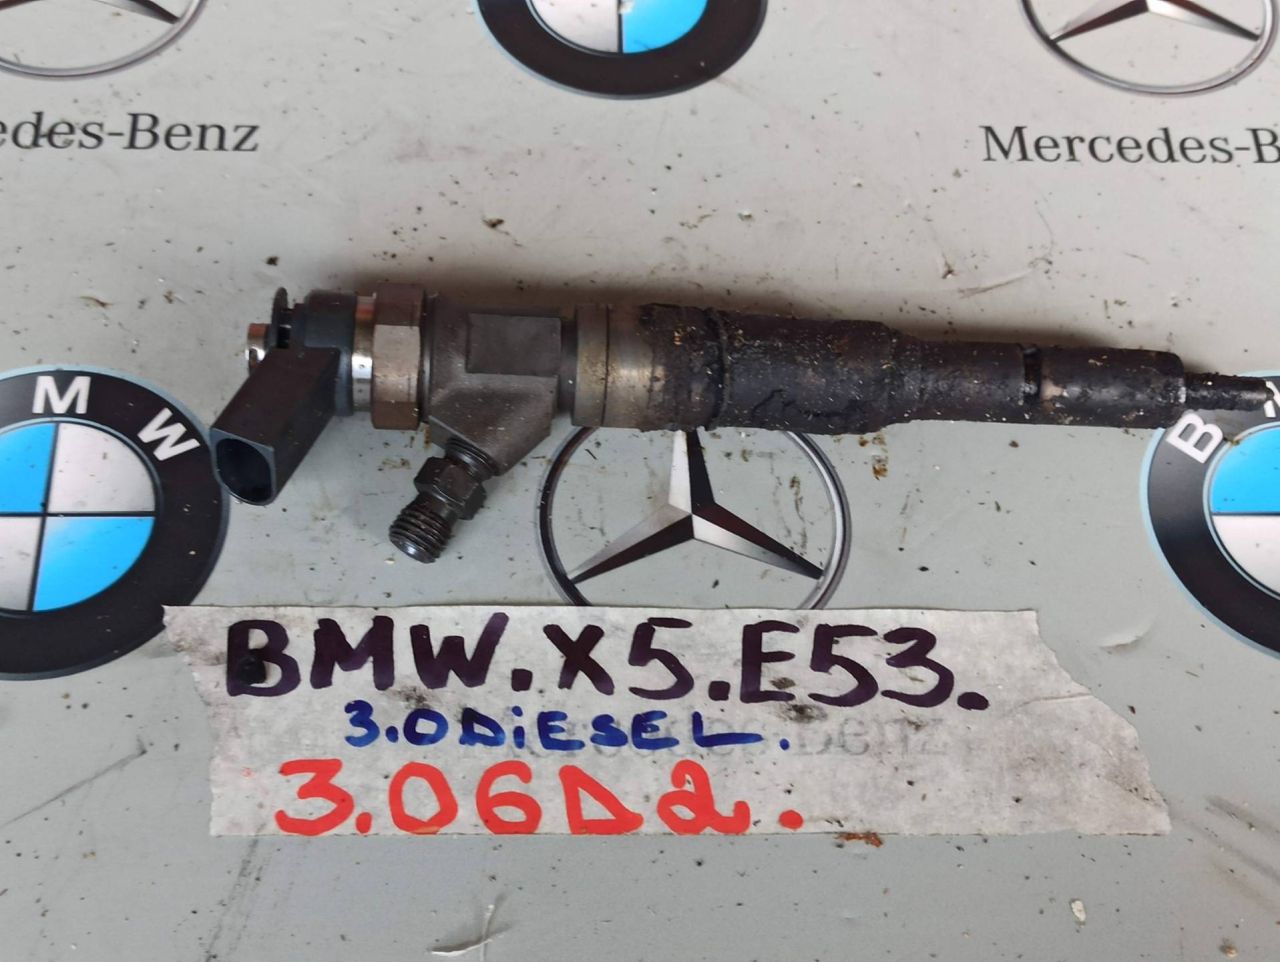 edes-Benz
Mercedes-B
M W
B
BMW.X5.E53.
3.0DiESEL.
3.06D2.